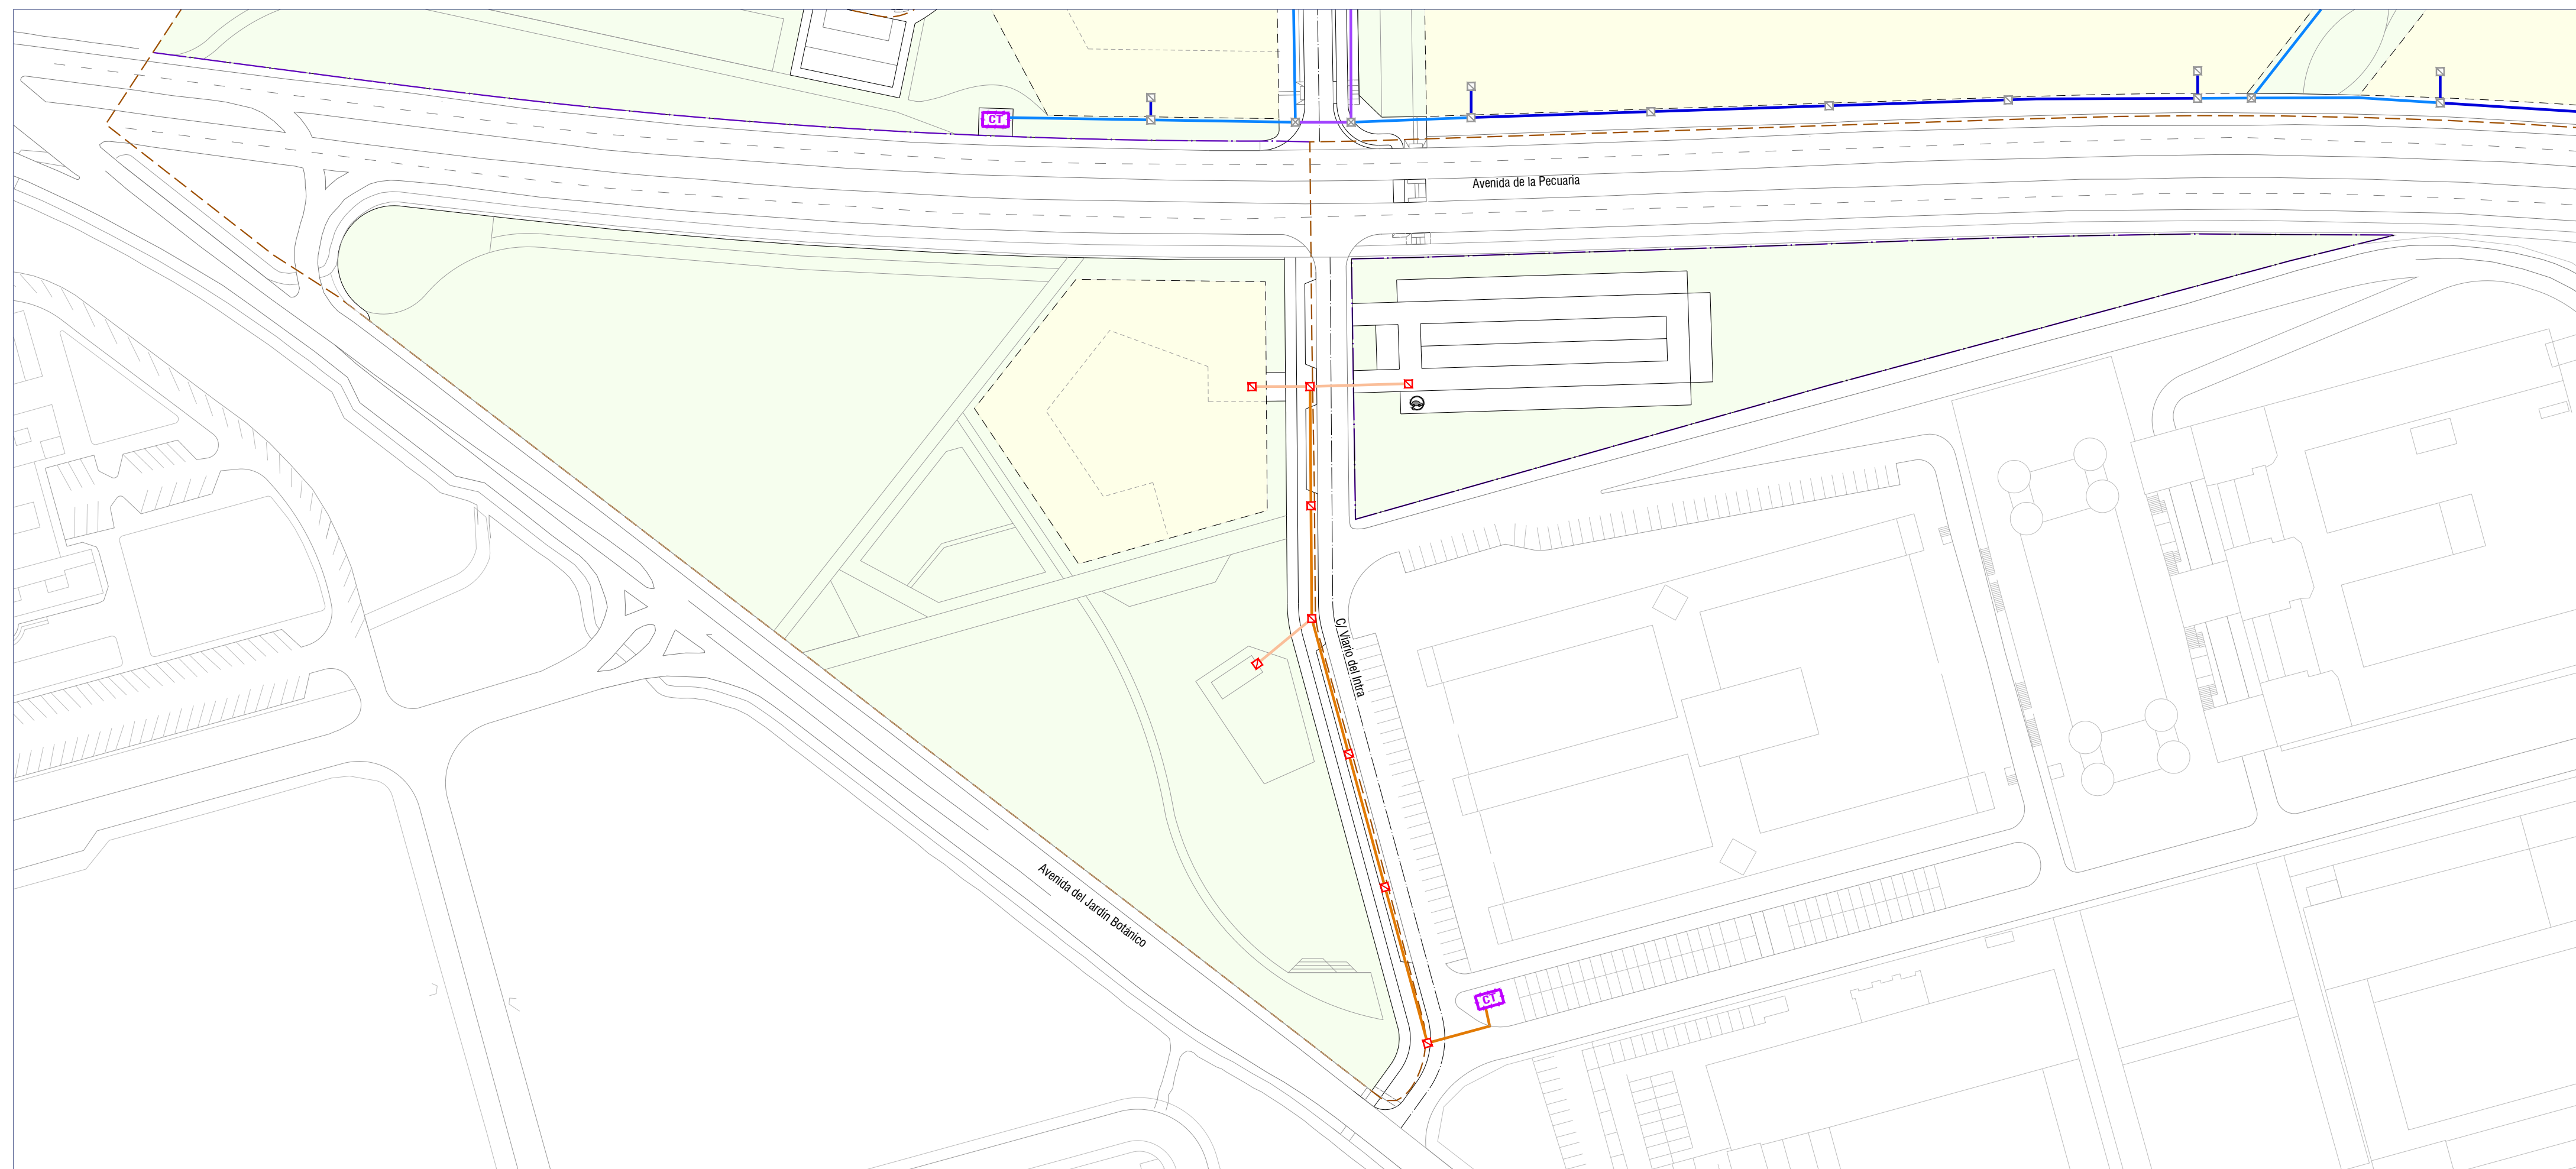 CT
Avenida de la Pecuaria
C/ Viario del Intra
Avenida del Jardín Botánico
CT